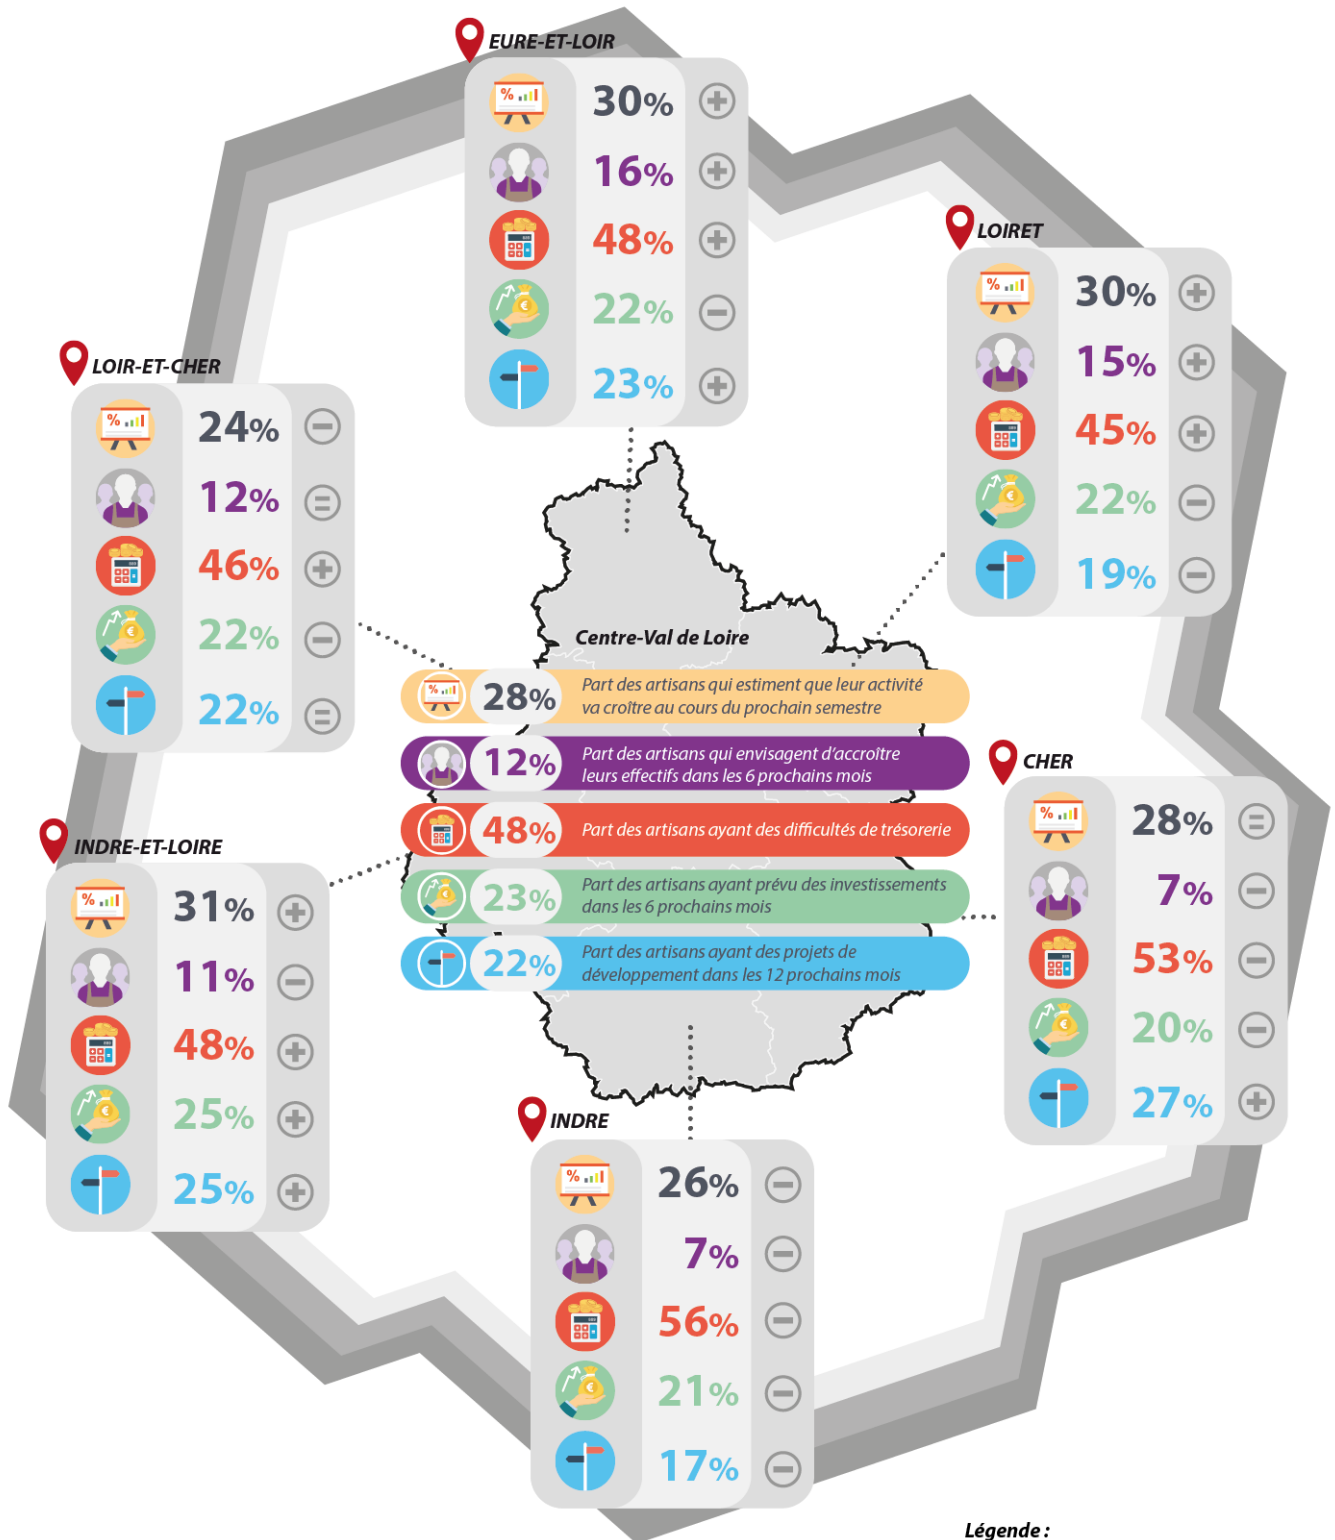 EURE-ET-LOIR
30%
16%
48%
22%
23%
LOIRET
30%
15%
45%
22%
19%
LOIR-ET-CHER
24%
12%
46%
22%
22%
Centre-Val de Loire
28%
Part des artisans qui estiment que leur activité
va croître au cours du prochain semestre
12%
Part des artisans qui envisagent d'accroître
leurs effectifs dans les 6 prochains mois
48%
Part des artisans ayant des difficultés de trésorerie
23%
Part des artisans ayant prévu des investissements
dans les 6 prochains mois
22%
Part des artisans ayant des projets de
développement dans les 12 prochains mois
CHER
28%
7%
53%
20%
27%
INDRE-ET-LOIRE
31%
11%
48%
25%
25%
INDRE
26%
7%
56%
21%
17%
Légende :